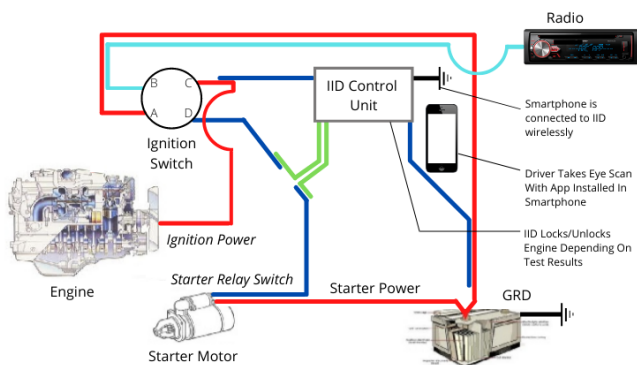 Radio
B
C
A
D
Ignition
Switch
IID Control
Unit
Smartphone is
connected to IID
wirelessly
Driver Takes Eye Scan
With App Installed In
Smartphone
IID Locks/Unlocks
Engine Depending On
Test Results
Ignition Power
Engine
Starter Relay Switch
Starter Power
GRD
Starter Motor